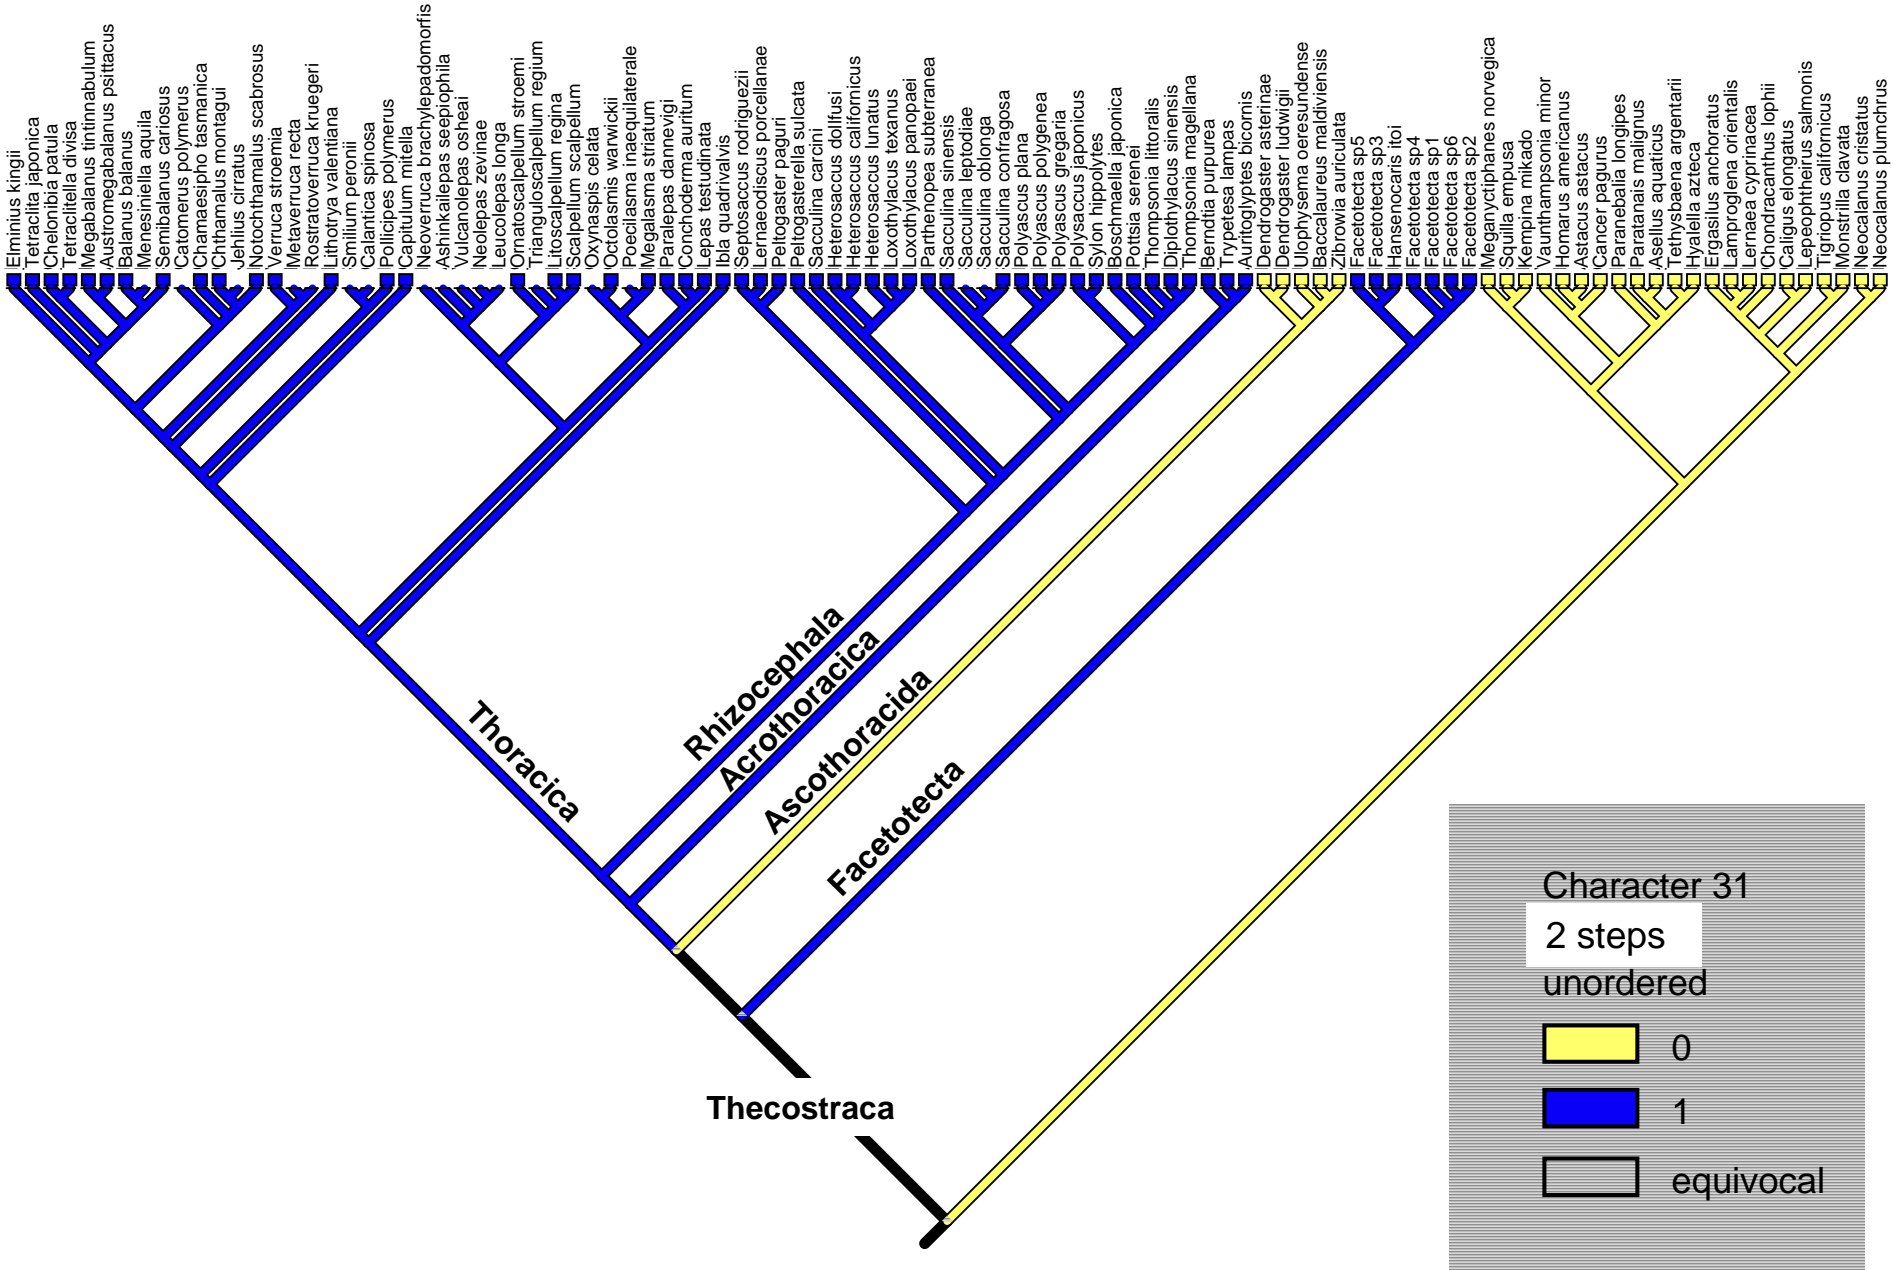 Elminius kingii
Tetraclita japonica
Chelonibia patula
Tetraclitella divisa
Megabalanus tintinnabulum
Austromegabalanus psittacus
Balanus balanus
Menesiniella aquila
Semibalanus cariosus
Catomerus polymerus
Chamaesipho tasmanica
Chthamalus montagui
Jehlius cirratus
Notochthamalus scabrosus
Verruca stroemia
Metaverruca recta
Rostratoverruca kruegeri
Lithotrya valentiana
Smilium peronii
Calantica spinosa
Pollicipes polymerus
Capitulum mitella
Neoverruca brachylepadomorfis
Ashinkailepas seepiophila
Vulcanolepas osheai
Neolepas zevinae
Leucolepas longa
Ornatoscalpellum stroemi
Trianguloscalpellum regium
Litoscalpellum regina
Scalpellum scalpellum
Oxynaspis celata
Octolasmis warwickii
Poecilasma inaequilaterale
Megalasma striatum
Paralepas dannevigi
Conchoderma auritum
Lepas testudinata
Ibla quadrivalvis
Septosaccus rodriguezii
Lernaeodiscus porcellanae
Peltogaster paguri
Peltogasterella sulcata
Sacculina carcini
Heterosaccus dollfusi
Heterosaccus californicus
Heterosaccus lunatus
Loxothylacus texanus
Loxothylacus panopaei
Parthenopea subterranea
Sacculina sinensis
Sacculina leptodiae
Sacculina oblonga
Sacculina confragosa
Polyascus plana
Polyascus polygenea
Polyascus gregaria
Polysaccus japonicus
Sylon hippolytes
Boschmaella japonica
Pottsia serenei
Thompsonia littoralis
Diplothylacus sinensis
Thompsonia magellana
Berndtia purpurea
Trypetesa lampas
Auritoglyptes bicornis
Dendrogaster asterinae
Dendrogaster ludwigii
Ulophysema oeresundense
Baccalaureus maldiviensis
Zibrowia auriculata
Facetotecta sp5
Facetotecta sp3
Hansenocaris itoi
Facetotecta sp4
Facetotecta sp1
Facetotecta sp6
Facetotecta sp2
Meganyctiphanes norvegica
Squilla empusa
Kempina mikado
Vaunthampsonia minor
Homarus americanus
Astacus astacus
Cancer pagurus
Paranebalia longipes
Paratanais malignus
Asellus aquaticus
Tethysbaena argentarii
Hyalella azteca
Ergasilus anchoratus
Lamproglena orientalis
Lernaea cyprinacea
Chondracanthus lophii
Caligus elongatus
Lepeophtheirus salmonis
Tigriopus californicus
Monstrilla clavata
Neocalanus cristatus
Neocalanus plumchrus
Thoracica
Rhizocephala
Acrothoracica
Ascothoracida
Facetotecta
Thecostraca
Character 31
2 steps
unordered
0
1
equivocal